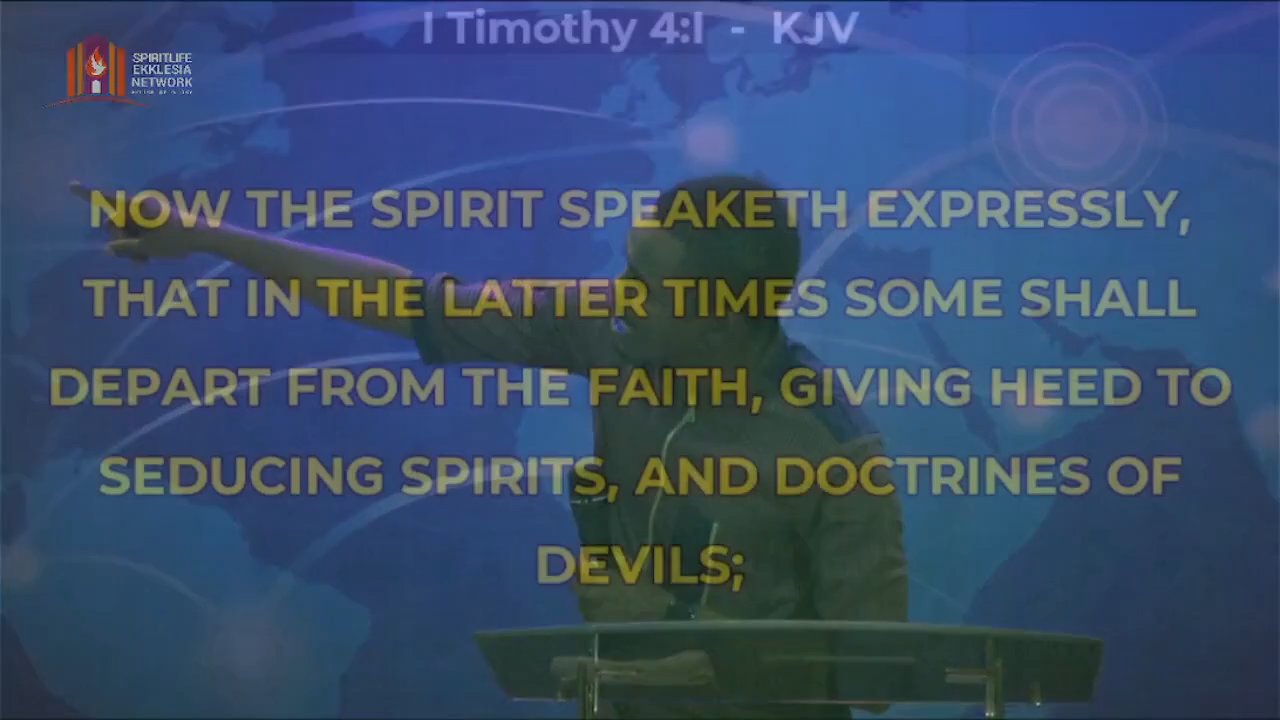 I Timothy 4:1 - KJV
SPIRITLIFE
EKKLESIA
NETWORK
NOW THE SPIRIT SPEAKETH EXPRESSLY,
THAT IN THE LATTER TIMES SOME SHALL
DEPART FROM THE FAITH, GIVING HEED TO
SEDUCING SPIRITS, AND DOCTRINES OF
DEVILS;